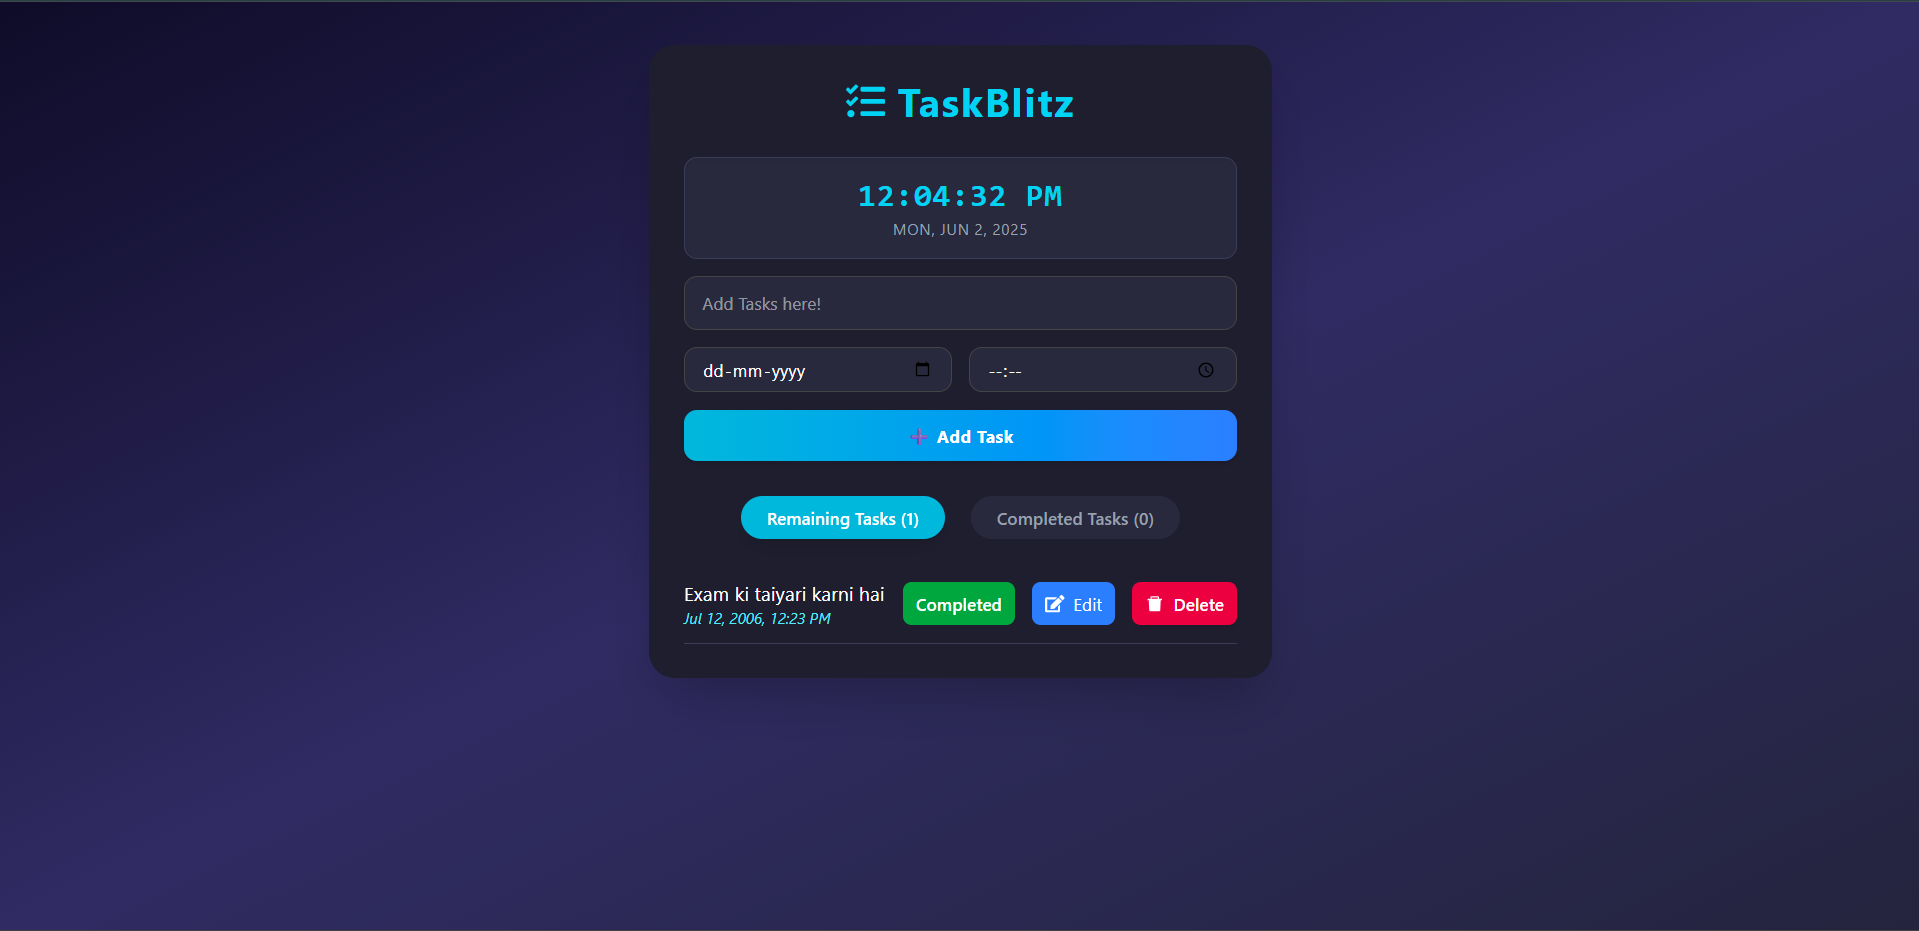 TaskBlitz
12:04:32 PM
MON, JUN 2, 2025
Add Tasks here!
dd-mm-yyyy --:--
Add Task
Remaining Tasks (1) Completed Tasks (0)
Exam ki taiyari karni hai
Jul 12, 2006, 12:23 PM
Completed Edit Delete